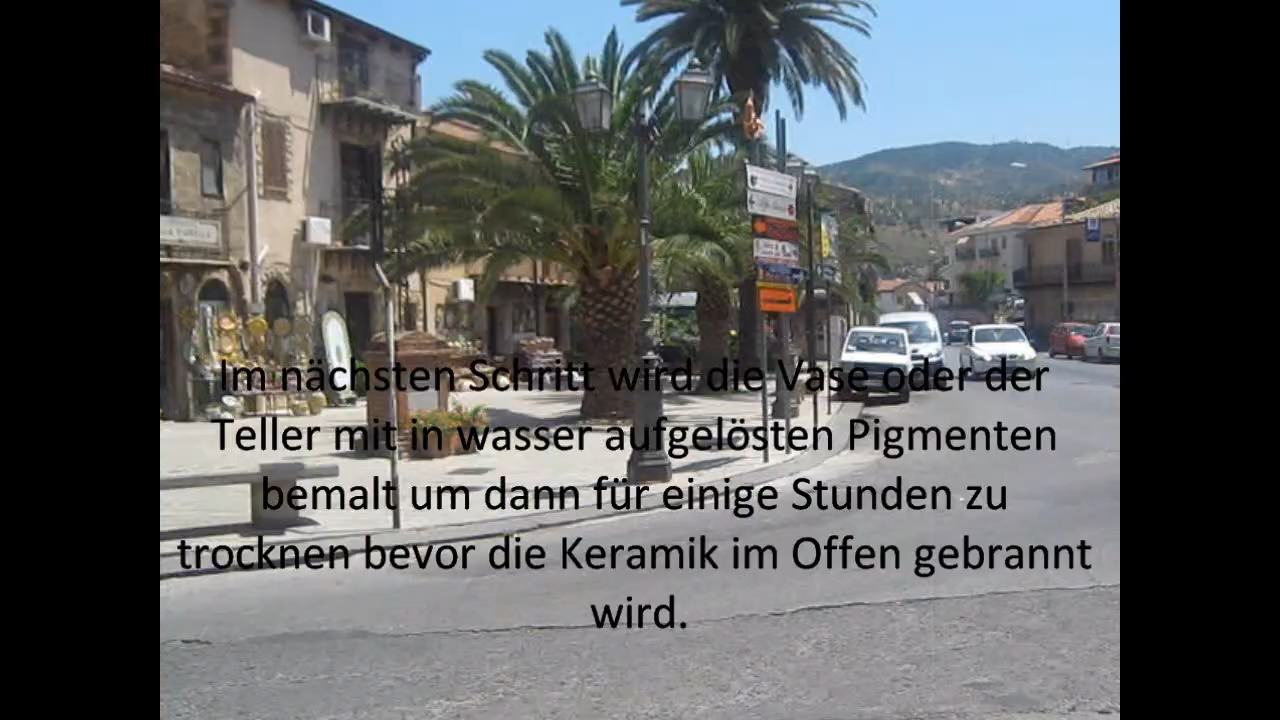 Im nächsten Schritt wird die Vase oder der
Teller mit in wasser aufgelösten Pigmenten
bemalt um dann für einige Stunden zu
trocknen bevor die Keramik im Offen gebrannt
wird.